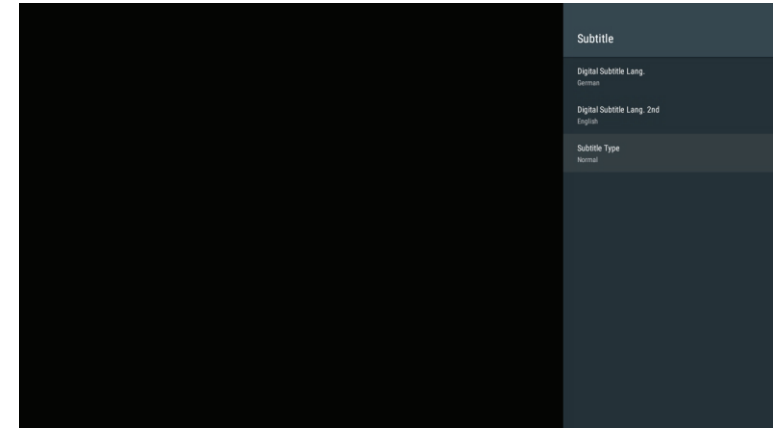 Subtitle
Digital Subtitle Lang.
German
Digital Subtitle Lang. 2nd
English
Subtitle Type
Normal